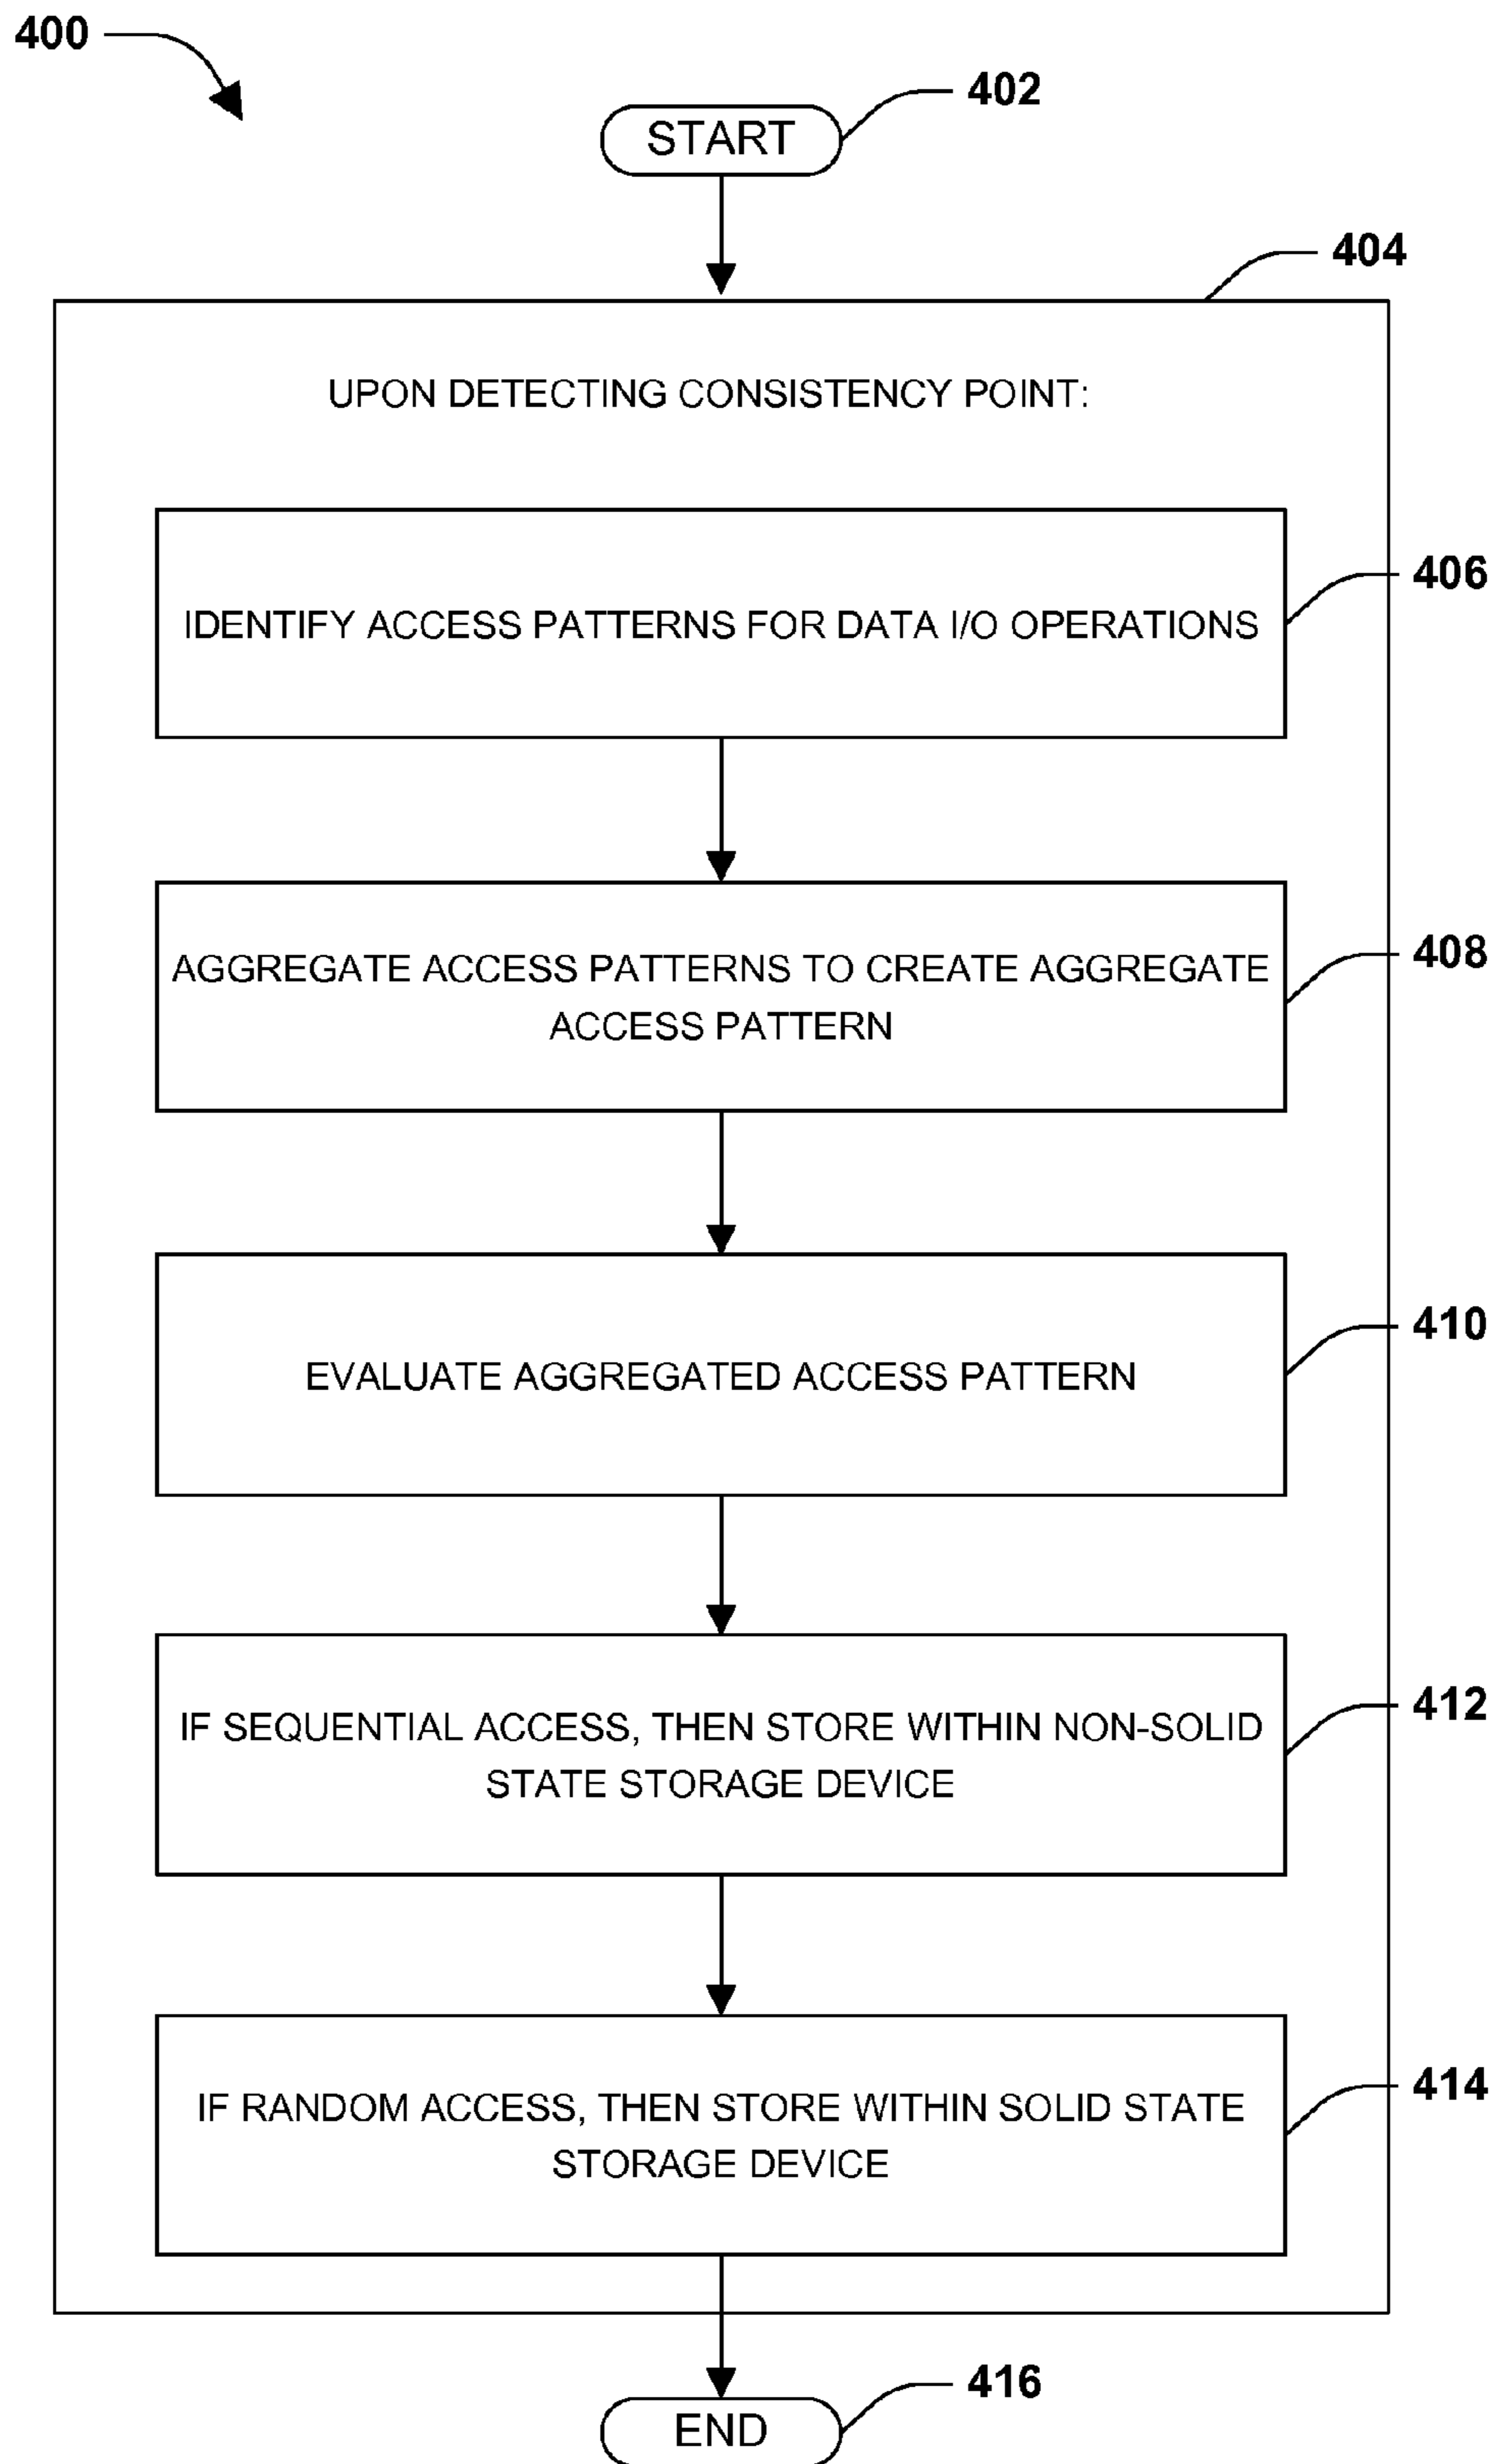 400
402
START
404
UPON DETECTING CONSISTENCY POINT:
406
IDENTIFY ACCESS PATTERNS FOR DATA I/O OPERATIONS
408
AGGREGATE ACCESS PATTERNS TO CREATE AGGREGATE
ACCESS PATTERN
410
EVALUATE AGGREGATED ACCESS PATTERN
412
IF SEQUENTIAL ACCESS, THEN STORE WITHIN NON-SOLID
STATE STORAGE DEVICE
414
IF RANDOM ACCESS, THEN STORE WITHIN SOLID STATE
STORAGE DEVICE
416
END